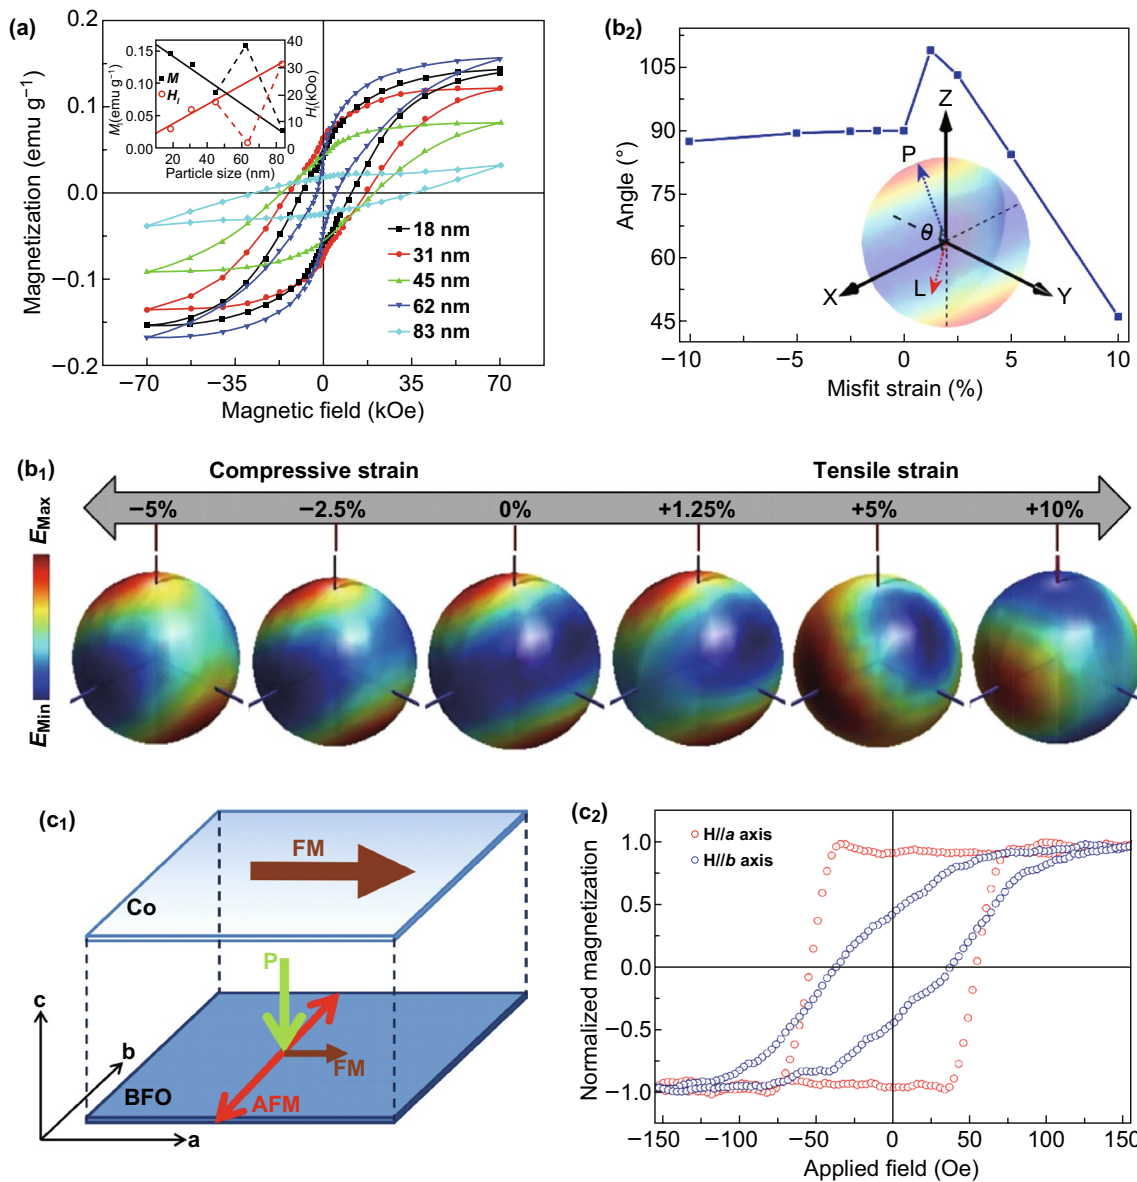 (a)
0.2
0.1
0.0
−0.1
−0.2
Magnetization (emu g⁻¹)
−70 −35 0 35 70
Magnetic field (kOe)
0.15
0.10
0.05
0.00
Mᵣ(emu g⁻¹)
M
Hᵢ
40
30
20
10
0
Hᵢ(kOo)
20 40 60 80
Particle size (nm)
18 nm
31 nm
45 nm
62 nm
83 nm
(b₂)
105
90
75
60
45
Angle (°)
Z
P
θ
L
X
Y
−10 −5 0 5 10
Misfit strain (%)
(b₁)
Compressive strain Tensile strain
−5% −2.5% 0% +1.25% +5% +10%
E_Max
E_Min
(c₁)
FM
Co
P
c
b
FM
BFO
AFM
a
(c₂)
H//a axis
H//b axis
1.0
0.5
0.0
−0.5
−1.0
Normalized magnetization
−150 −100 −50 0 50 100 150
Applied field (Oe)